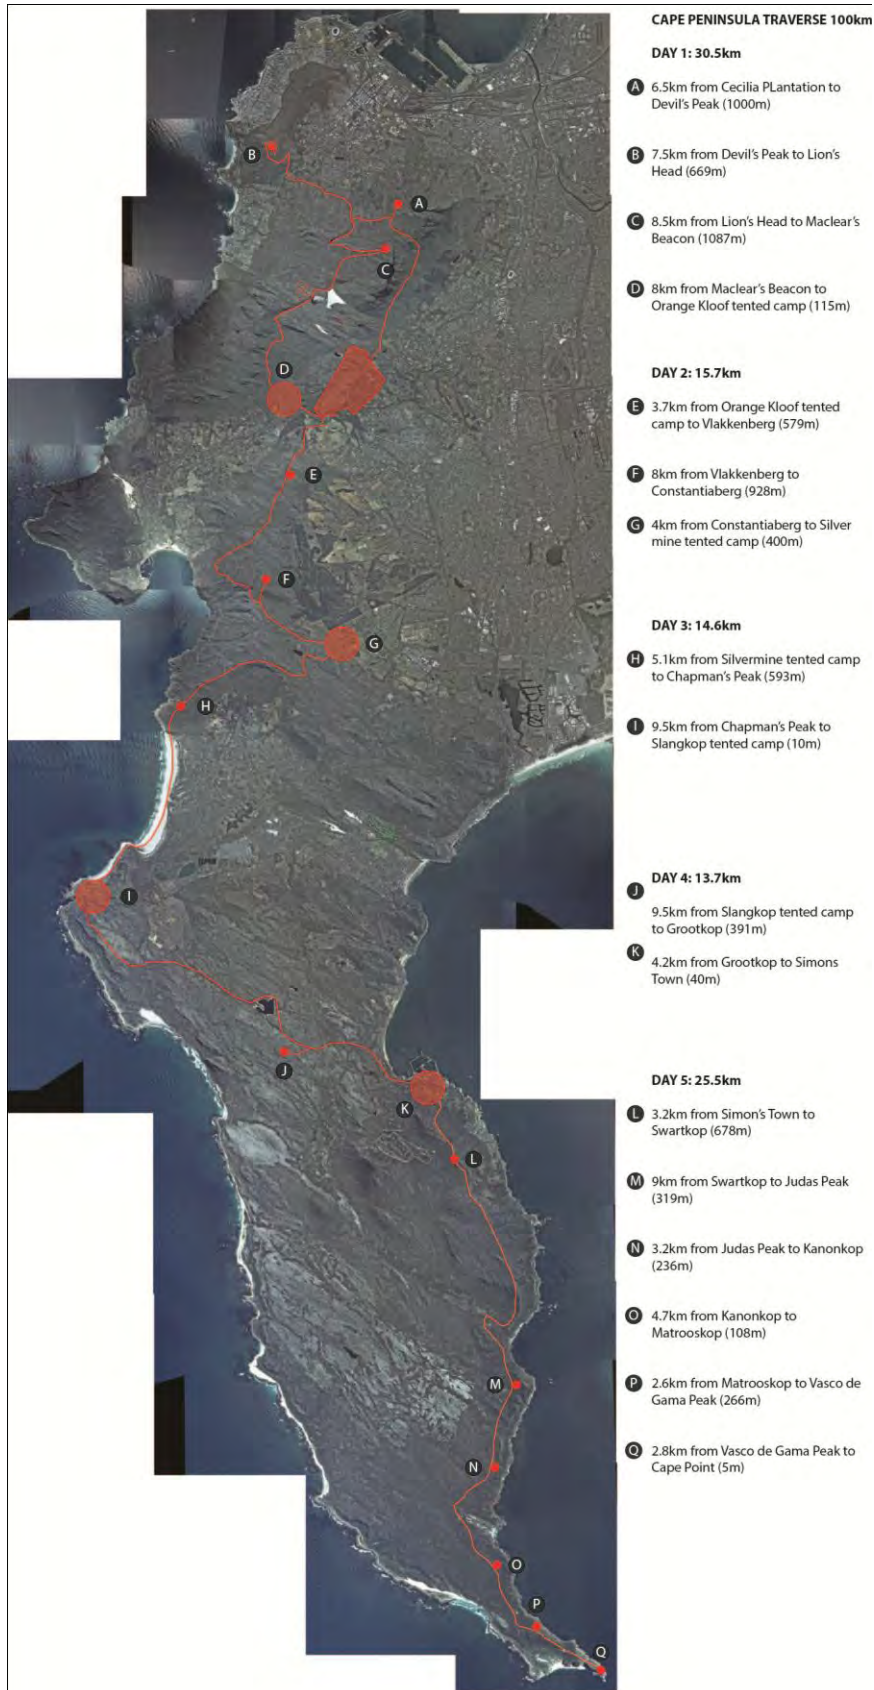 CAPE PENINSULA TRAVERSE 100km
DAY 1: 30.5km
A 6.5km from Cecilia PLantation to
Devil's Peak (1000m)
B 7.5km from Devil's Peak to Lion's
Head (669m)
C 8.5km from Lion's Head to Maclear's
Beacon (1087m)
D 8km from Maclear's Beacon to
Orange Kloof tented camp (115m)
DAY 2: 15.7km
E 3.7km from Orange Kloof tented
camp to Vlakkenberg (579m)
F 8km from Vlakkenberg to
Constantiaberg (928m)
G 4km from Constantiaberg to Silver
mine tented camp (400m)
DAY 3: 14.6km
H 5.1km from Silvermine tented camp
to Chapman's Peak (593m)
I 9.5km from Chapman's Peak to
Slangkop tented camp (10m)
DAY 4: 13.7km
J
9.5km from Slangkop tented camp
to Grootkop (391m)
K
4.2km from Grootkop to Simons
Town (40m)
DAY 5: 25.5km
L 3.2km from Simon's Town to
Swartkop (678m)
M 9km from Swartkop to Judas Peak
(319m)
N 3.2km from Judas Peak to Kanonkop
(236m)
O 4.7km from Kanonkop to
Matrooskop (108m)
P 2.6km from Matrooskop to Vasco de
Gama Peak (266m)
Q 2.8km from Vasco de Gama Peak to
Cape Point (5m)
B
A
C
D
E
F
G
H
I
J
K
L
M
N
O
P
Q